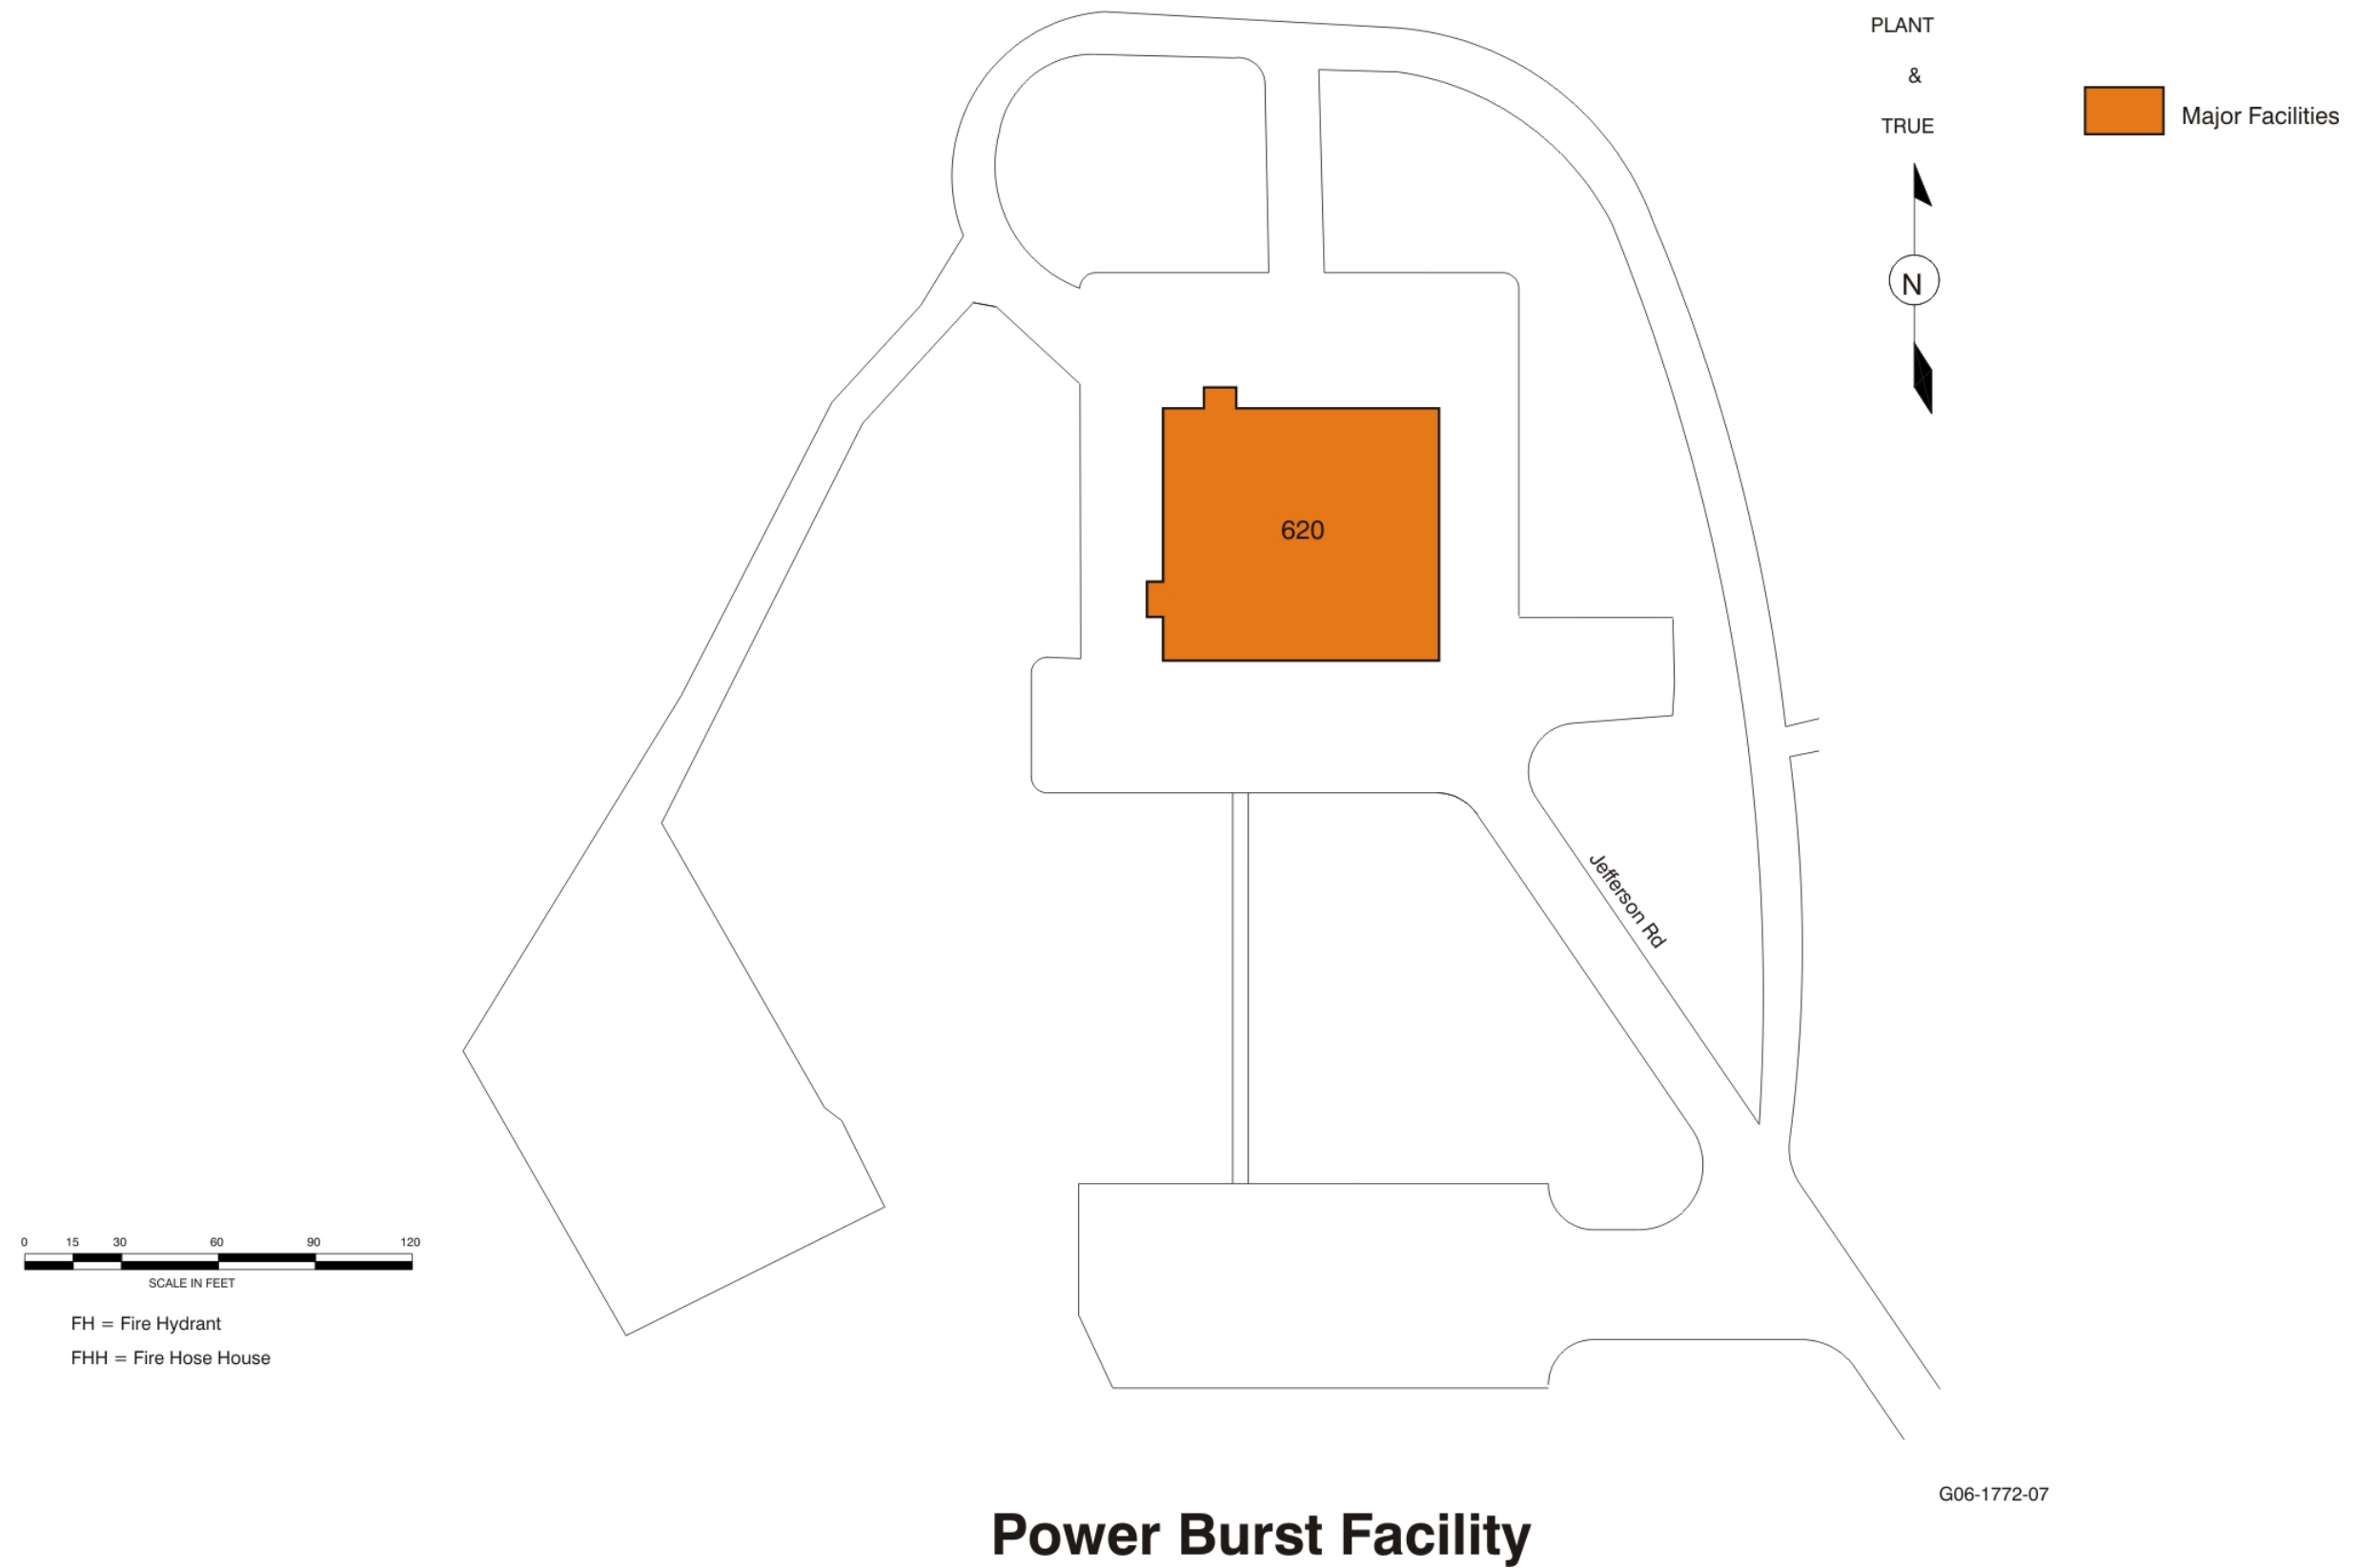 PLANT
&
TRUE
Major Facilities
N
620
Jefferson Rd
0 15 30 60 90 120
SCALE IN FEET
FH = Fire Hydrant
FHH = Fire Hose House
G06-1772-07
Power Burst Facility